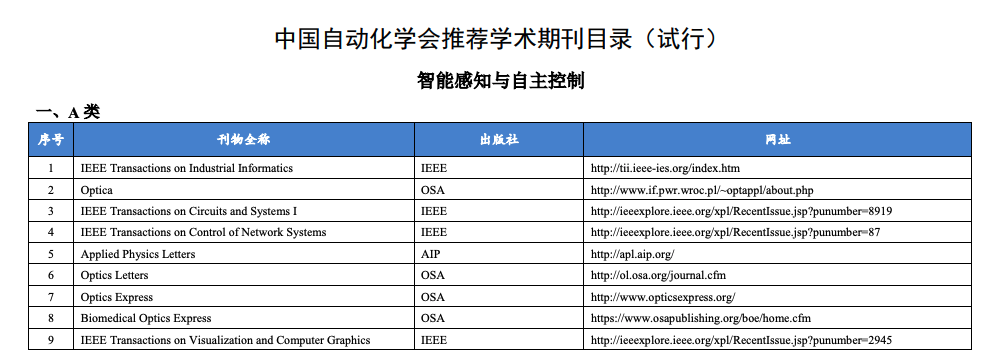 中国自动化学会推荐学术期刊目录（试行）
智能感知与自主控制
一、A 类
序号 刊物全称 出版社 网址
1 IEEE Transactions on Industrial Informatics IEEE http://tii.ieee-ies.org/index.htm
2 Optica OSA http://www.if.pwr.wroc.pl/~optappl/about.php
3 IEEE Transactions on Circuits and Systems I IEEE http://ieeexplore.ieee.org/xpl/RecentIssue.jsp?punumber=8919
4 IEEE Transactions on Control of Network Systems IEEE http://ieeexplore.ieee.org/xpl/RecentIssue.jsp?punumber=87
5 Applied Physics Letters AIP http://apl.aip.org/
6 Optics Letters OSA http://ol.osa.org/journal.cfm
7 Optics Express OSA http://www.opticsexpress.org/
8 Biomedical Optics Express OSA https://www.osapublishing.org/boe/home.cfm
9 IEEE Transactions on Visualization and Computer Graphics IEEE http://ieeexplore.ieee.org/xpl/RecentIssue.jsp?punumber=2945